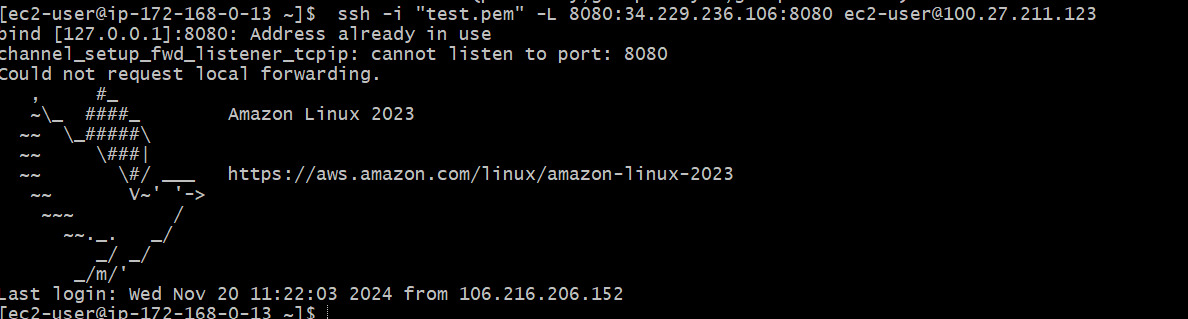 [ec2-user@ip-172-168-0-13 ~]$  ssh -i "test.pem" -L 8080:34.229.236.106:8080 ec2-user@100.27.211.123
bind [127.0.0.1]:8080: Address already in use
channel_setup_fwd_listener_tcpip: cannot listen to port: 8080
Could not request local forwarding.
   ,     #_
   ~\_  ####_        Amazon Linux 2023
  ~~  \_#####\
  ~~     \###|
  ~~       \#/ ___   https://aws.amazon.com/linux/amazon-linux-2023
   ~~       V~' '->
    ~~~         /
      ~~._.   _/
         _/ _/
       _/m/'
Last login: Wed Nov 20 11:22:03 2024 from 106.216.206.152
[ec2-user@ip-172-168-0-13 ~]$